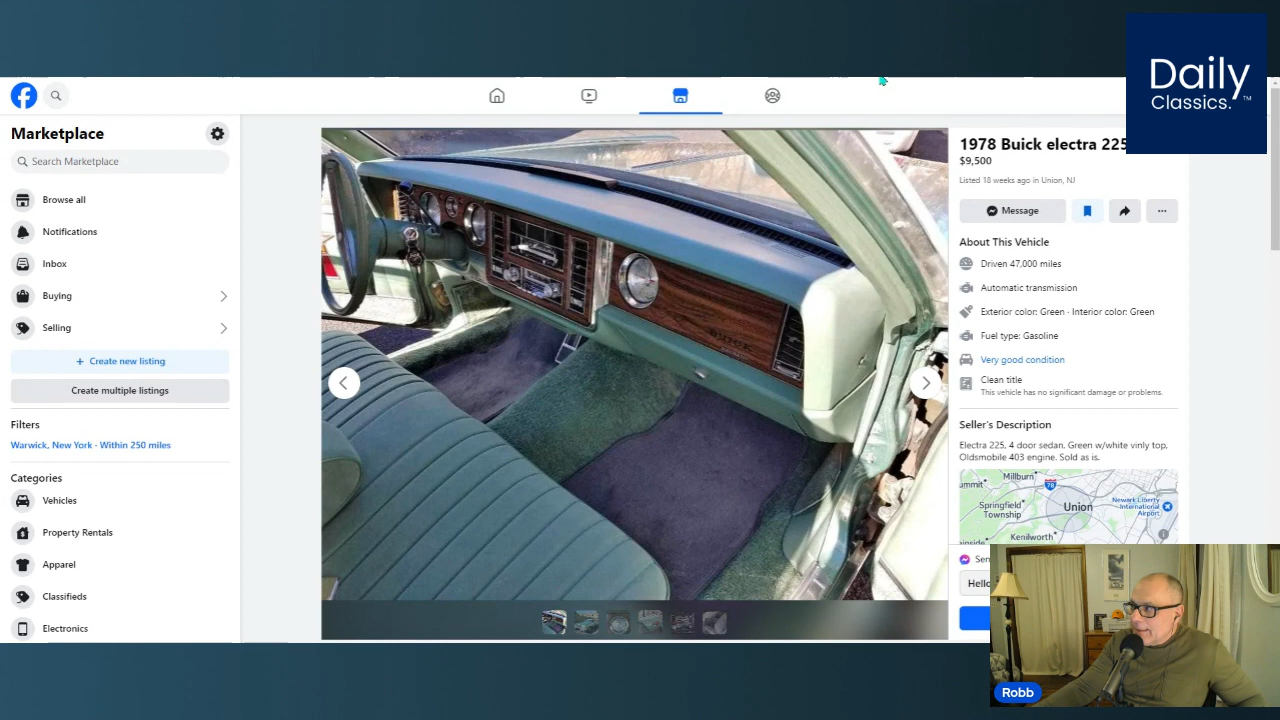 Daily
Classics.™
Marketplace
Search Marketplace
Browse all
Notifications
Inbox
Buying
Selling
+ Create new listing
Create multiple listings
Filters
Warwick, New York · Within 250 miles
Categories
Vehicles
Property Rentals
Apparel
Classifieds
Electronics
BUICK
1978 Buick electra 225
$9,500
Listed 18 weeks ago in Union, NJ
Message
About This Vehicle
Driven 47,000 miles
Automatic transmission
Exterior color: Green · Interior color: Green
Fuel type: Gasoline
Very good condition
Clean title
This vehicle has no significant damage or problems.
Seller's Description
Electra 225, 4 door sedan, Green w/white vinly top,
Oldsmobile 403 engine. Sold as is.
Millburn
78
Springfield
Township
Union
Newark Liberty
International
Airport
Kenilworth
Robb